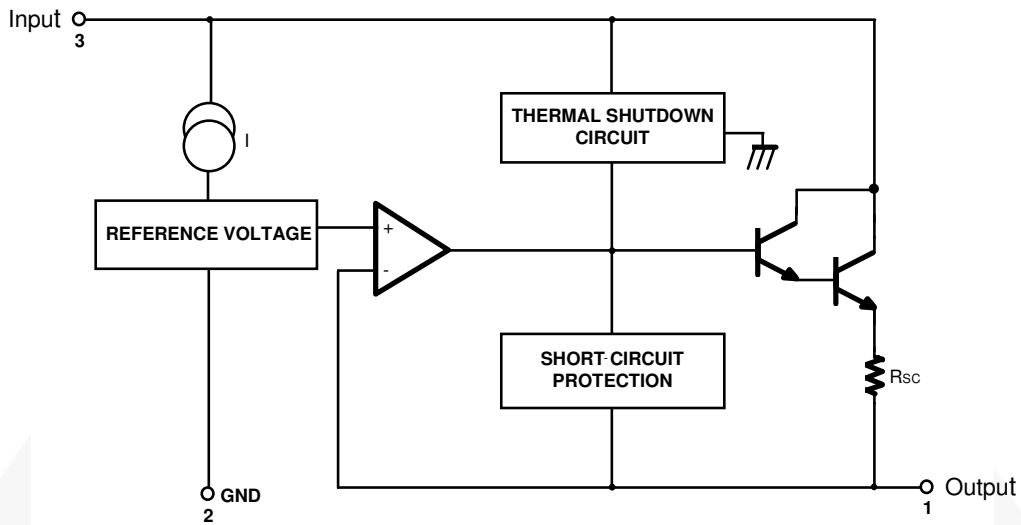 Input
3
I
THERMAL SHUTDOWN
CIRCUIT
REFERENCE VOLTAGE
+
-
SHORT-CIRCUIT
PROTECTION
RSC
GND
2
Output
1